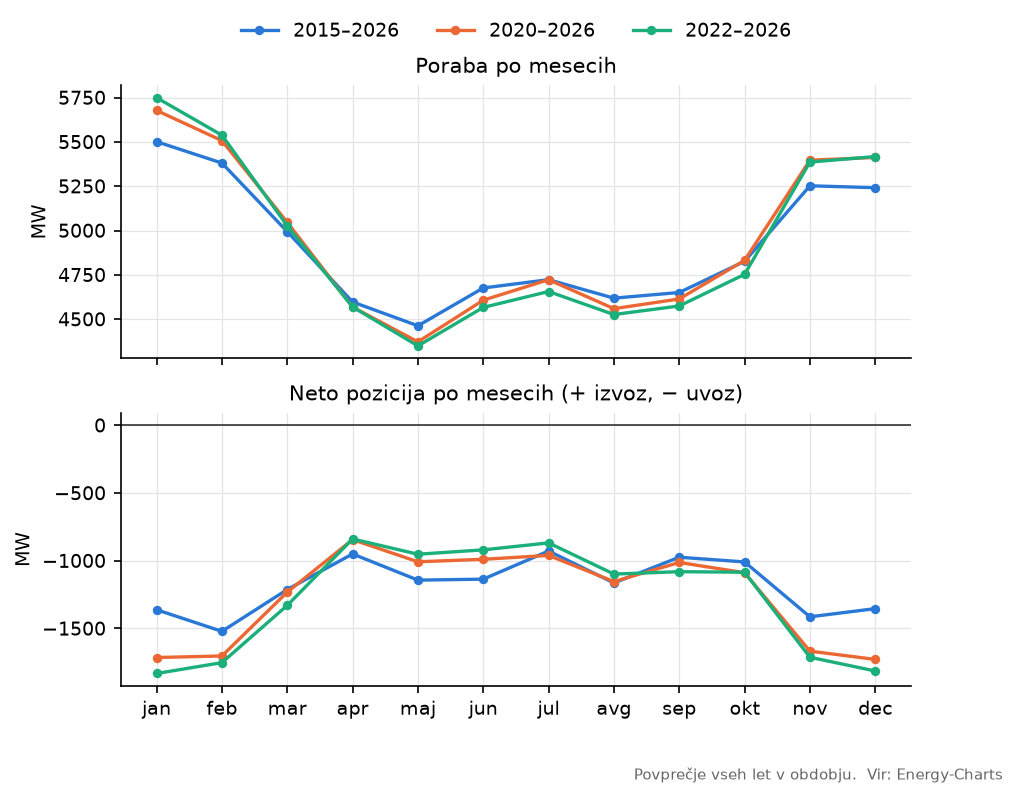 2015–2026 2020–2026 2022–2026
Poraba po mesecih
5750
5500
5250
5000
4750
4500
MW
Neto pozicija po mesecih (+ izvoz, − uvoz)
0
−500
−1000
−1500
MW
jan feb mar apr maj jun jul avg sep okt nov dec
Povprečje vseh let v obdobju. Vir: Energy-Charts